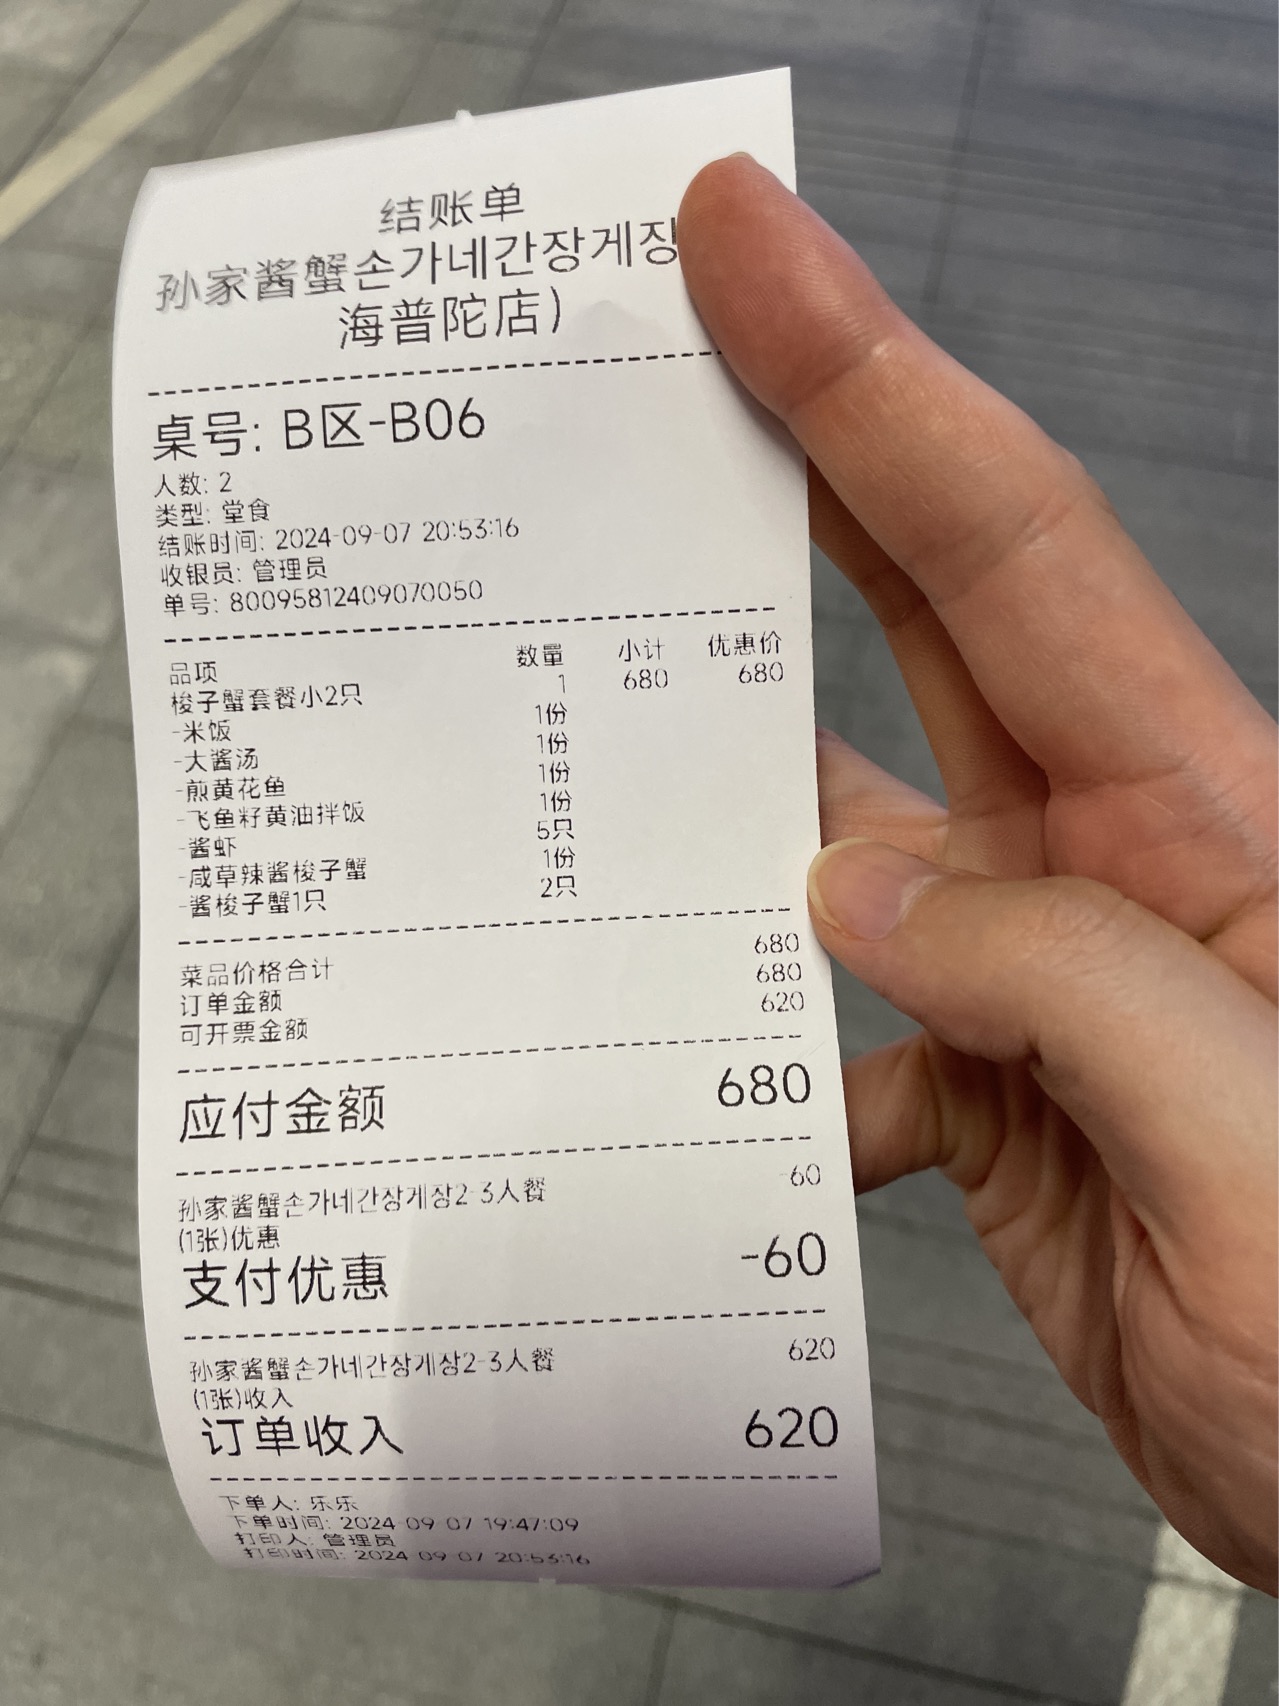 结账单
孙家酱蟹손가네간장게장
海普陀店)
桌号: B区-B06
人数: 2
类型: 堂食
结账时间: 2024-09-07 20:53:16
收银员: 管理员
单号: 80095812409070050
品项 数量 小计 优惠价
梭子蟹套餐小2只 1 680 680
-米饭 1份
-大酱汤 1份
-煎黄花鱼 1份
-飞鱼籽黄油拌饭 1份
-酱虾 5只
-咸草辣酱梭子蟹 1份
-酱梭子蟹1只 2只
菜品价格合计 680
订单金额 680
可开票金额 620
应付金额 680
孙家酱蟹손가네간장게장2-3人餐 -60
(1张)优惠
支付优惠 -60
孙家酱蟹손가네간장게장2-3人餐 620
(1张)收入
订单收入 620
下单人: 乐乐
下单时间: 2024-09-07 19:47:09
打印人: 管理员
打印时间: 2024-09-07 20:53:16